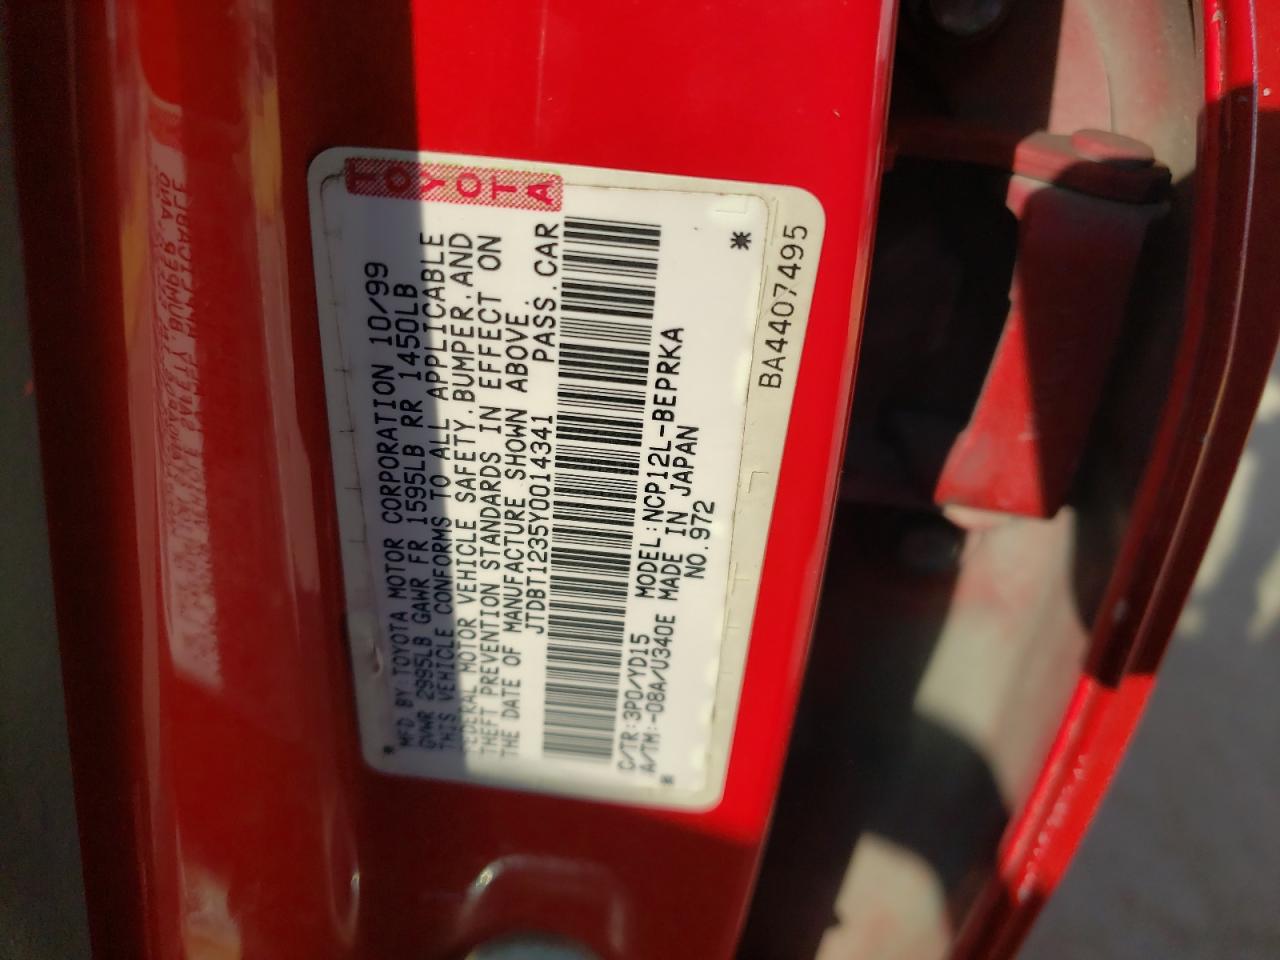 TOYOTA
MFD BY TOYOTA MOTOR CORPORATION 10/99
GVWR 2995LB GAWR FR 1595LB RR 1450LB
THIS VEHICLE CONFORMS TO ALL APPLICABLE
FEDERAL MOTOR VEHICLE SAFETY, BUMPER, AND
THEFT PREVENTION STANDARDS IN EFFECT ON
THE DATE OF MANUFACTURE SHOWN ABOVE.
JTDBT1235Y0014341 PASS. CAR
C/TR:3P0/YD15 MODEL:NCP12L-BEPRKA
A/TM:-08A/U340E MADE IN JAPAN
NO.972
BA4407495